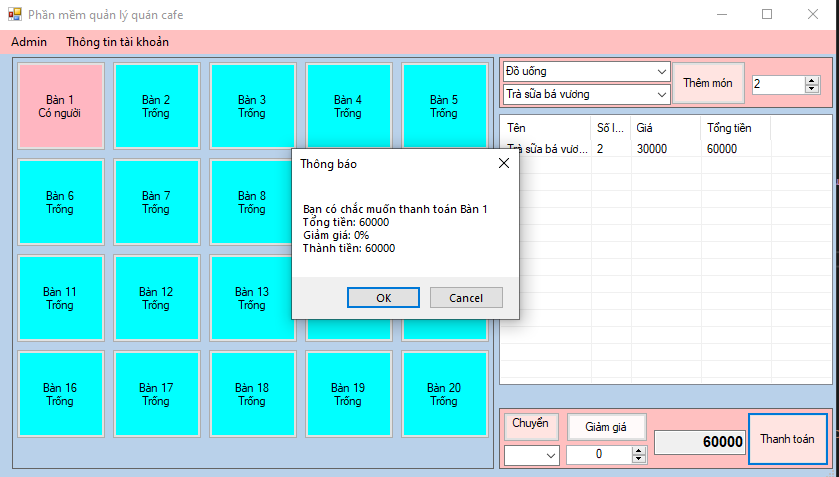 Phần mềm quản lý quán cafe
Admin Thông tin tài khoản
Bàn 1
Có người
Bàn 2
Trống
Bàn 3
Trống
Bàn 4
Trống
Bàn 5
Trống
Bàn 6
Trống
Bàn 7
Trống
Bàn 8
Trống
Bàn 11
Trống
Bàn 12
Trống
Bàn 13
Trống
Bàn 16
Trống
Bàn 17
Trống
Bàn 18
Trống
Bàn 19
Trống
Bàn 20
Trống
Đồ uống
Trà sữa bá vương
Thêm món
2
Tên Số l... Giá Tổng tiền
Trà sữa bá vươ... 2 30000 60000
Thông báo
Bạn có chắc muốn thanh toán Bàn 1
Tổng tiền: 60000
Giảm giá: 0%
Thành tiền: 60000
OK Cancel
Chuyển
Giảm giá
0
60000
Thanh toán